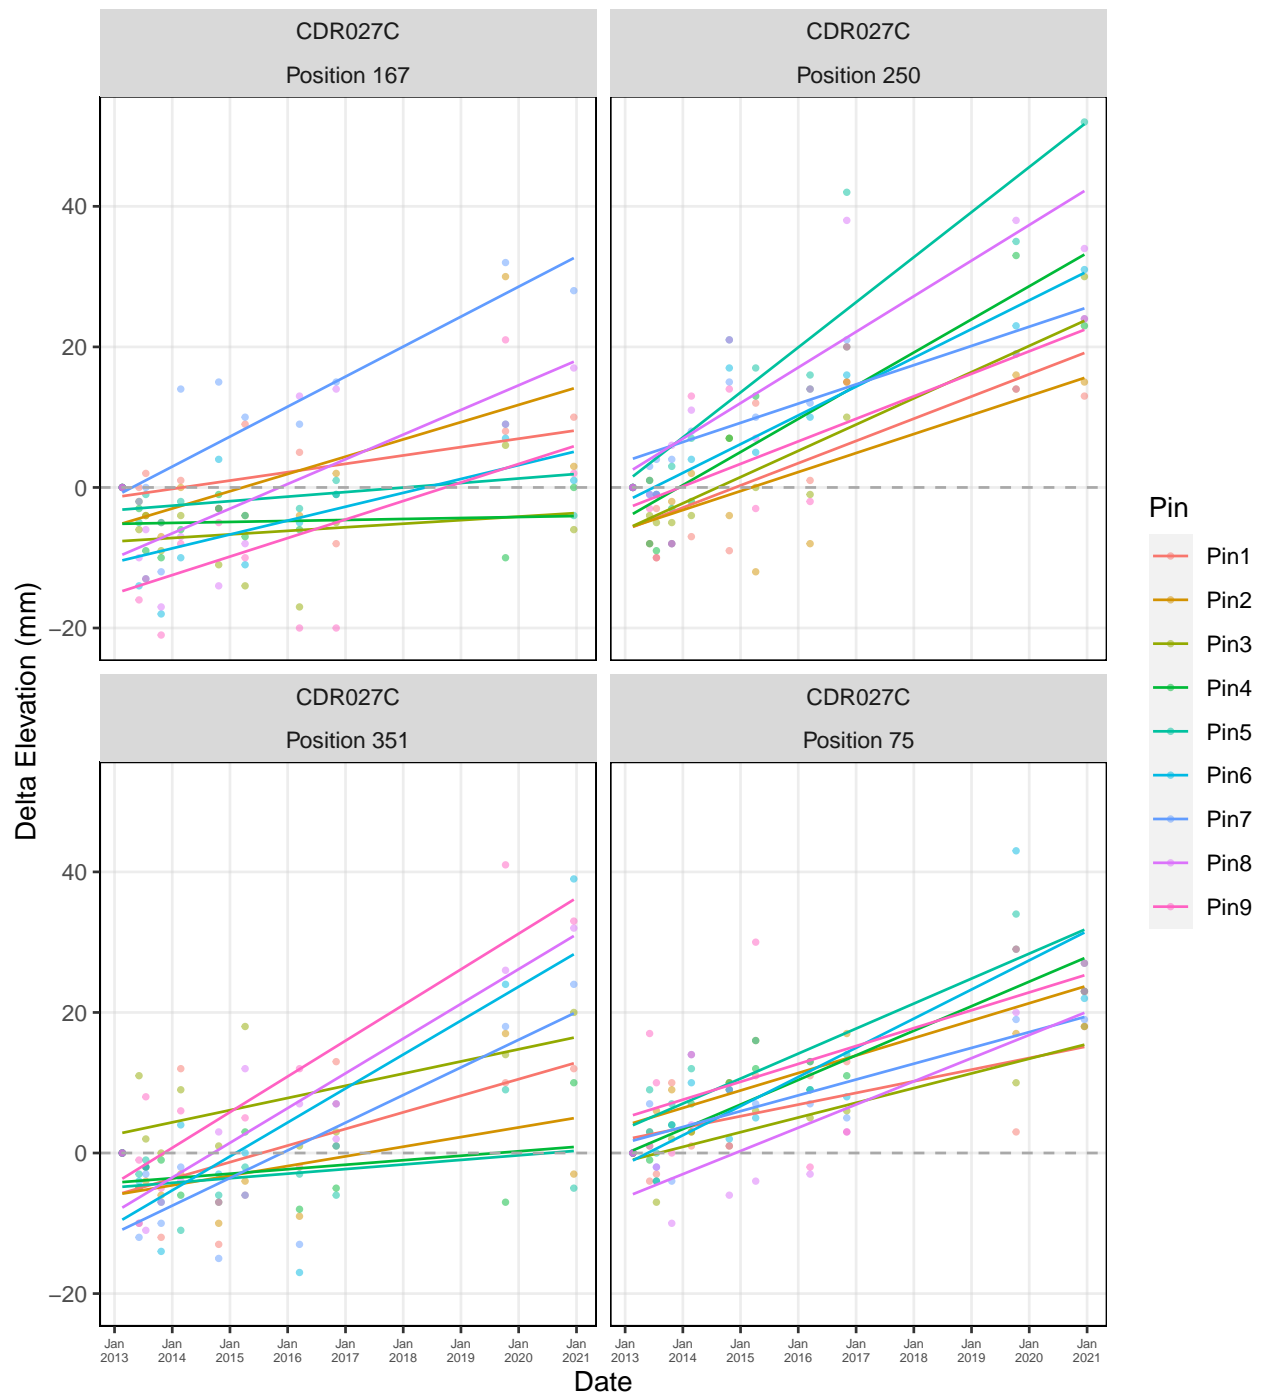 CDR027C
Position 167
CDR027C
Position 250
40
20
0
−20
CDR027C
Position 351
CDR027C
Position 75
40
20
0
−20
Delta Elevation (mm)
Jan 2013
Jan 2014
Jan 2015
Jan 2016
Jan 2017
Jan 2018
Jan 2019
Jan 2020
Jan 2021
Jan 2013
Jan 2014
Jan 2015
Jan 2016
Jan 2017
Jan 2018
Jan 2019
Jan 2020
Jan 2021
Date
Pin
Pin1
Pin2
Pin3
Pin4
Pin5
Pin6
Pin7
Pin8
Pin9